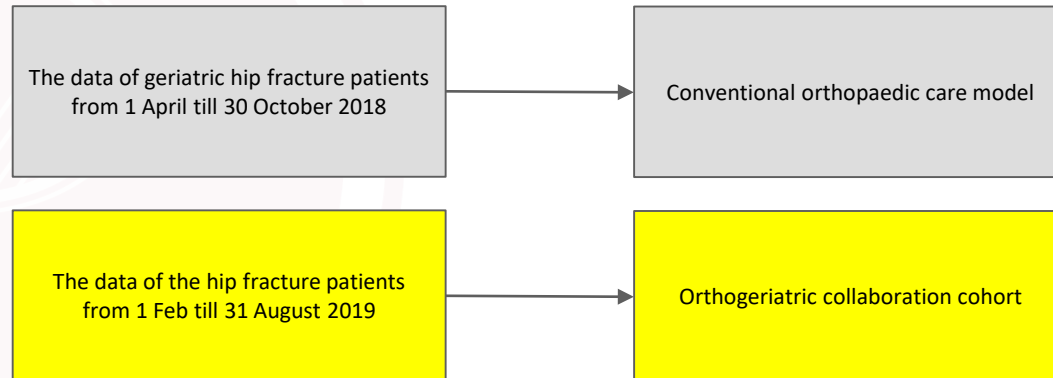 The data of geriatric hip fracture patients
from 1 April till 30 October 2018
Conventional orthopaedic care model
The data of the hip fracture patients
from 1 Feb till 31 August 2019
Orthogeriatric collaboration cohort